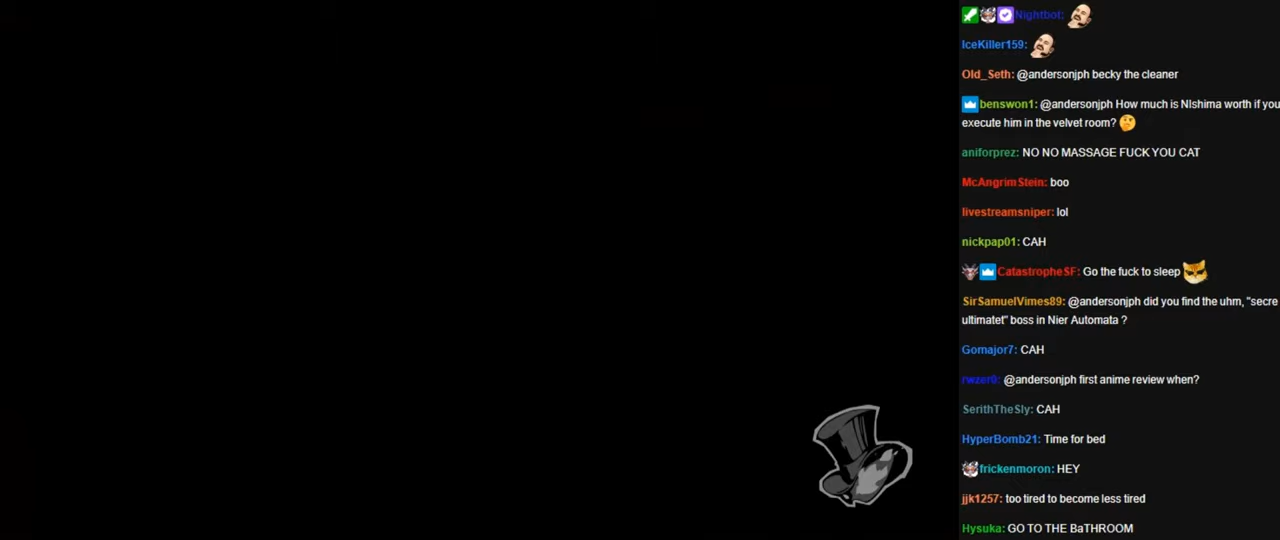 Nightbot:
IceKiller159:
Old_Seth: @andersonjph becky the cleaner
benswon1: @andersonjph How much is NIshima worth if you
execute him in the velvet room?
aniforprez: NO NO MASSAGE FUCK YOU CAT
McAngrimStein: boo
livestreamsniper: lol
nickpap01: CAH
CatastropheSF: Go the fuck to sleep
SirSamuelVimes89: @andersonjph did you find the uhm, "secre
ultimatet" boss in Nier Automata ?
Gomajor7: CAH
rwzer0: @andersonjph first anime review when?
SerithTheSly: CAH
HyperBomb21: Time for bed
frickenmoron: HEY
jjk1257: too tired to become less tired
Hysuka: GO TO THE BaTHROOM